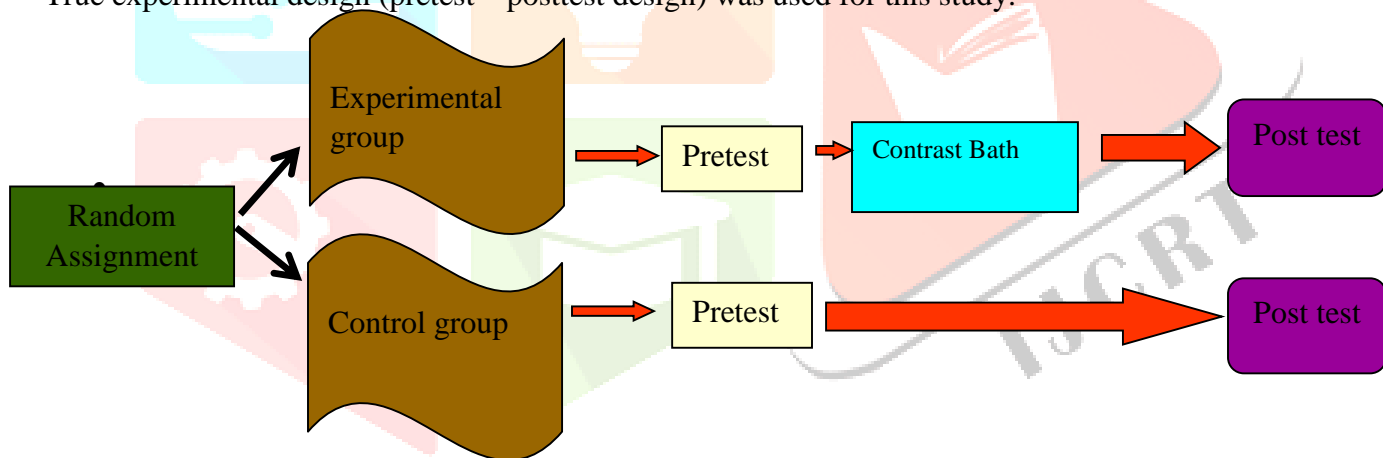 True experimental design (pretest – posttest design) was used for this study.
Experimental
group
Pretest
Contrast Bath
Post test
Random
Assignment
Control group
Pretest
Post test
IJCRT